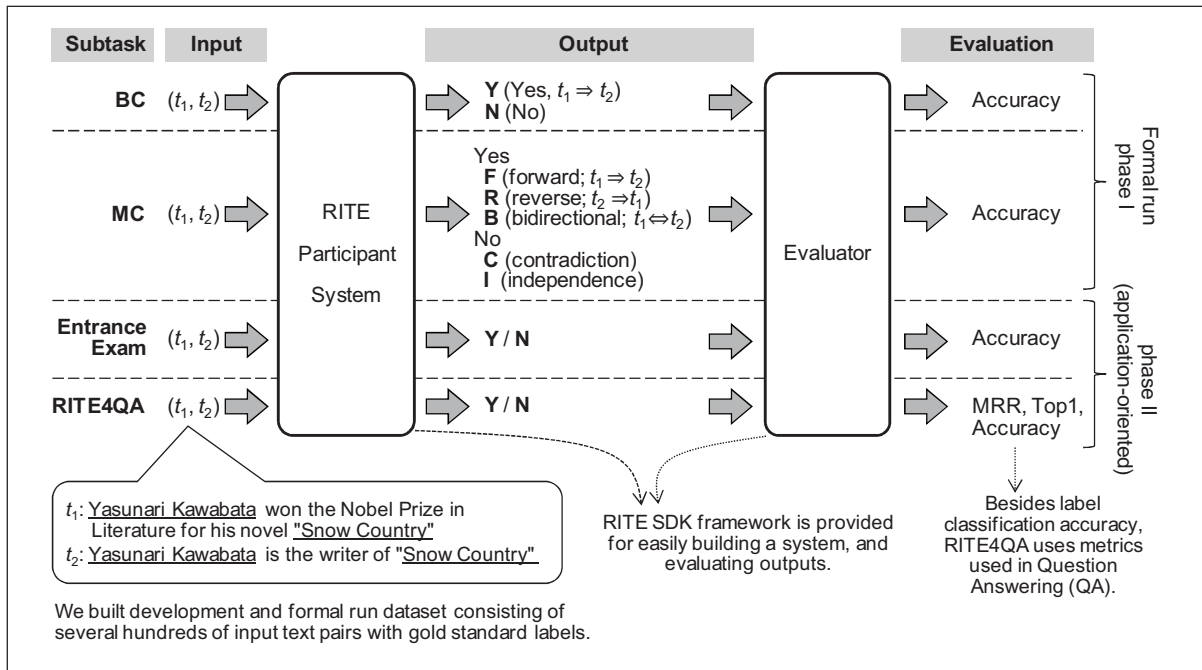 Subtask Input Output Evaluation
BC (t1, t2) Y (Yes, t1 ⇒ t2) Accuracy
N (No)
MC (t1, t2) Yes Accuracy
F (forward; t1 ⇒ t2)
R (reverse; t2 ⇒t1)
B (bidirectional; t1⇔t2)
No
C (contradiction)
I (independence)
RITE
Participant
System
Evaluator
Entrance
Exam (t1, t2) Y / N Accuracy
RITE4QA (t1, t2) Y / N MRR, Top1,
Accuracy
Formal run
phase I
phase II
(application-oriented)
t1: Yasunari Kawabata won the Nobel Prize in
Literature for his novel "Snow Country"
t2: Yasunari Kawabata is the writer of "Snow Country"
RITE SDK framework is provided
for easily building a system, and
evaluating outputs.
Besides label
classification accuracy,
RITE4QA uses metrics
used in Question
Answering (QA).
We built development and formal run dataset consisting of
several hundreds of input text pairs with gold standard labels.